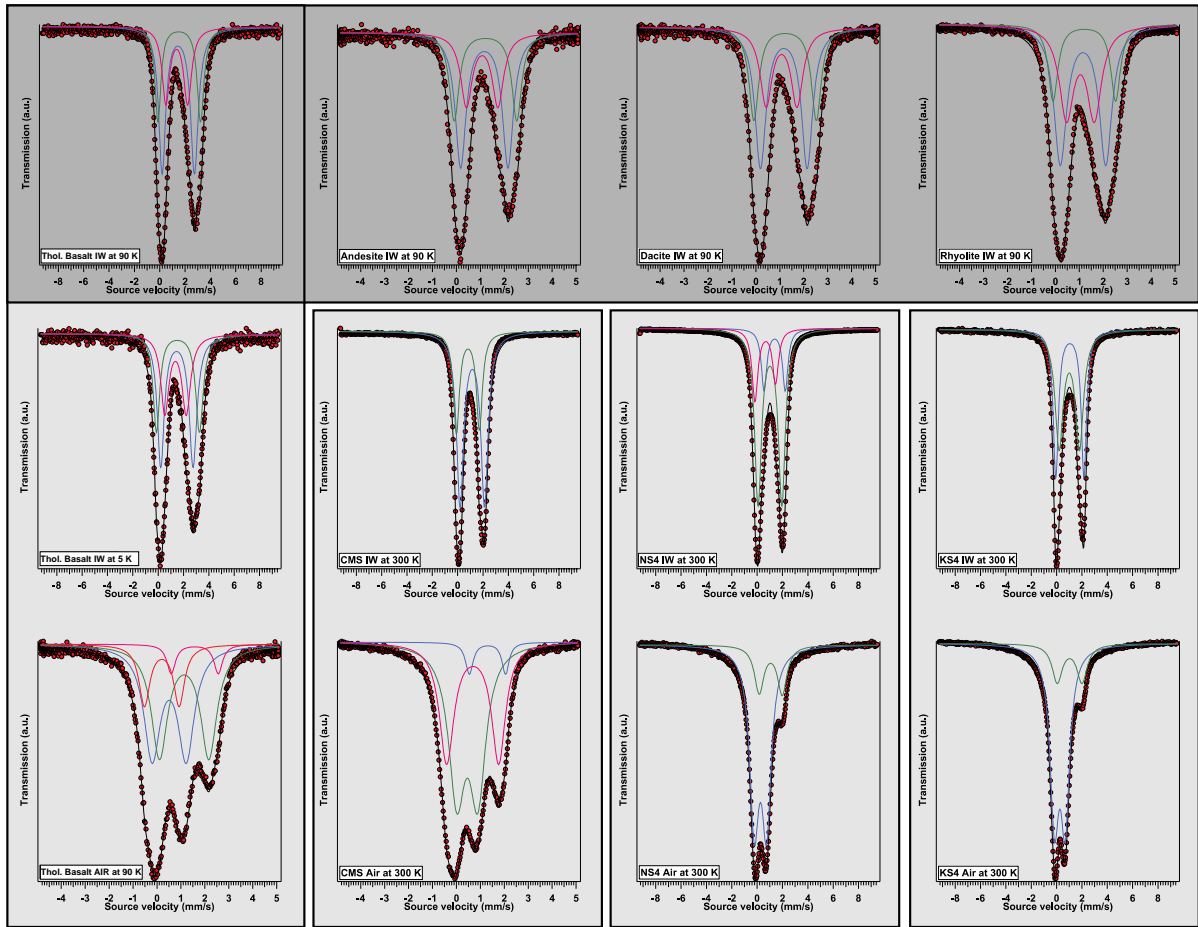 Transmission (a.u.)
Thol. Basalt IW at 90 K
-8 -6 -4 -2 0 2 4 6 8
Source velocity (mm/s)
Transmission (a.u.)
Andesite IW at 90 K
-4 -3 -2 -1 0 1 2 3 4 5
Source velocity (mm/s)
Transmission (a.u.)
Dacite IW at 90 K
-4 -3 -2 -1 0 1 2 3 4 5
Source velocity (mm/s)
Transmission (a.u.)
Rhyolite IW at 90 K
-4 -3 -2 -1 0 1 2 3 4 5
Source velocity (mm/s)
Transmission (a.u.)
Thol. Basalt IW at 5 K
-8 -6 -4 -2 0 2 4 6 8
Source velocity (mm/s)
Transmission (a.u.)
CMS IW at 300 K
-8 -6 -4 -2 0 2 4 6 8
Source velocity (mm/s)
Transmission (a.u.)
NS4 IW at 300 K
-8 -6 -4 -2 0 2 4 6 8
Source velocity (mm/s)
Transmission (a.u.)
KS4 IW at 300 K
-8 -6 -4 -2 0 2 4 6 8
Source velocity (mm/s)
Transmission (a.u.)
Thol. Basalt AIR at 90 K
-4 -3 -2 -1 0 1 2 3 4 5
Source velocity (mm/s)
Transmission (a.u.)
CMS Air at 300 K
-4 -3 -2 -1 0 1 2 3 4 5
Source velocity (mm/s)
Transmission (a.u.)
NS4 Air at 300 K
-8 -6 -4 -2 0 2 4 6 8
Source velocity (mm/s)
Transmission (a.u.)
KS4 Air at 300 K
-8 -6 -4 -2 0 2 4 6 8
Source velocity (mm/s)